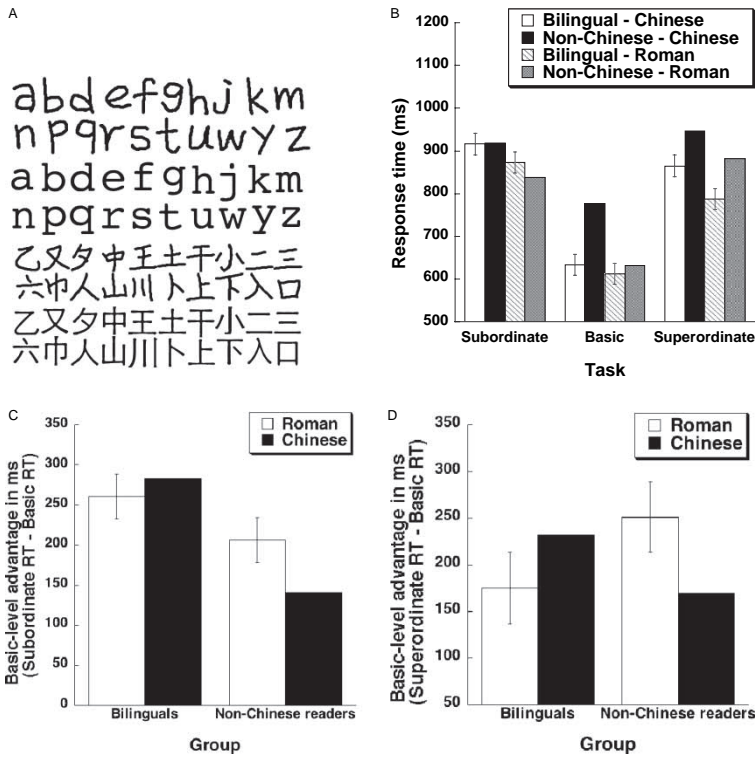 A
abdefghjkm
npqrstuwyz
abdefghjkm
npqrstuwyz
乙又夕中王土干小二三
六巾人山川卜上下入口
乙又夕中王土干小二三
六巾人山川卜上下入口
B
Bilingual - Chinese
Non-Chinese - Chinese
Bilingual - Roman
Non-Chinese - Roman
Response time (ms)
1200
1100
1000
900
800
700
600
500
Subordinate Basic Superordinate
Task
C
Roman
Chinese
Basic-level advantage in ms
(Subordinate RT - Basic RT)
350
300
250
200
150
100
50
0
Bilinguals Non-Chinese readers
Group
D
Roman
Chinese
Basic-level advantage in ms
(Superordinate RT - Basic RT)
350
300
250
200
150
100
50
Bilinguals Non-Chinese readers
Group